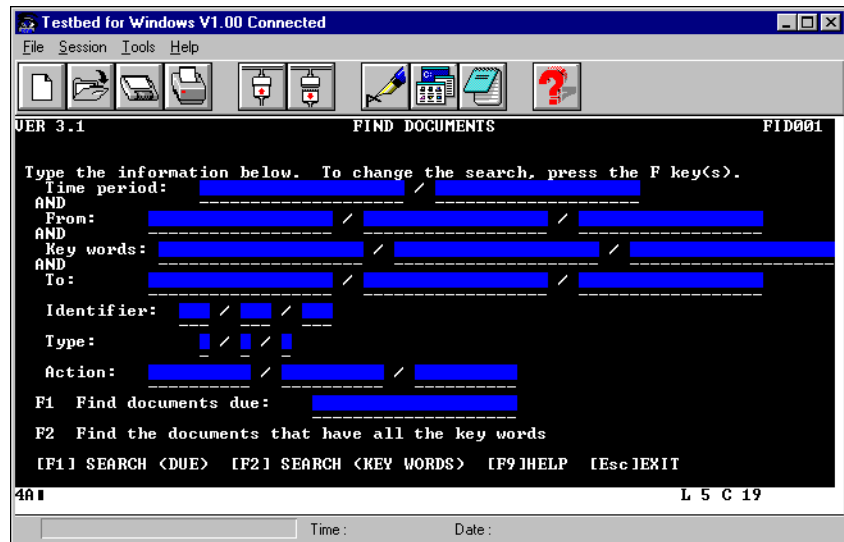 Testbed for Windows V1.00 Connected
File Session Tools Help
VER 3.1 FIND DOCUMENTS FID001
Type the information below. To change the search, press the F key(s).
Time period: /
AND
From: / /
AND
Key words: / /
AND
To: / /
Identifier: / /
Type: / /
Action: / /
F1 Find documents due:
F2 Find the documents that have all the key words
[F1] SEARCH (DUE) [F2] SEARCH (KEY WORDS) [F9]HELP [Esc]EXIT
4A L 5 C 19
Time : Date :